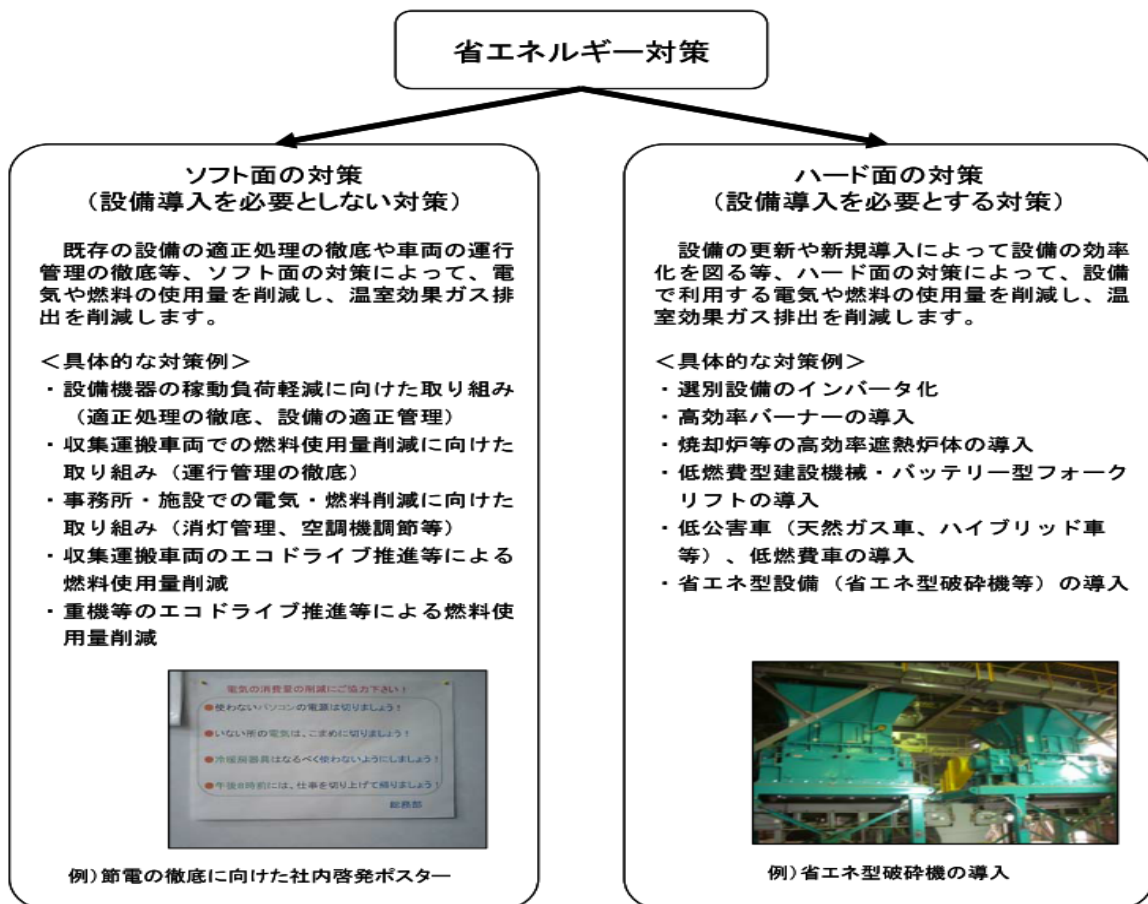 省エネルギー対策
ソフト面の対策
（設備導入を必要としない対策）
既存の設備の適正処理の徹底や車両の運行
管理の徹底等、ソフト面の対策によって、電
気や燃料の使用量を削減し、温室効果ガス排
出を削減します。
＜具体的な対策例＞
・設備機器の稼動負荷軽減に向けた取り組み
（適正処理の徹底、設備の適正管理）
・収集運搬車両での燃料使用量削減に向けた
取り組み（運行管理の徹底）
・事務所・施設での電気・燃料削減に向けた
取り組み（消灯管理、空調機調節等）
・収集運搬車両のエコドライブ推進等による
燃料使用量削減
・重機等のエコドライブ推進等による燃料使
用量削減
電気の消費量の削減にご協力下さい！
●使わないパソコンの電源は切りましょう！
●いない所の電気は、こまめに切りましょう！
●冷暖房器具はなるべく使わないようにしましょう！
●午後8時前には、仕事を切り上げて帰りましょう！
総務部
例）節電の徹底に向けた社内啓発ポスター
ハード面の対策
（設備導入を必要とする対策）
設備の更新や新規導入によって設備の効率
化を図る等、ハード面の対策によって、設備
で利用する電気や燃料の使用量を削減し、温
室効果ガス排出を削減します。
＜具体的な対策例＞
・選別設備のインバータ化
・高効率バーナーの導入
・焼却炉等の高効率遮熱炉体の導入
・低燃費型建設機械・バッテリー型フォーク
リフトの導入
・低公害車（天然ガス車、ハイブリッド車
等）、低燃費車の導入
・省エネ型設備（省エネ型破砕機等）の導入
例）省エネ型破砕機の導入